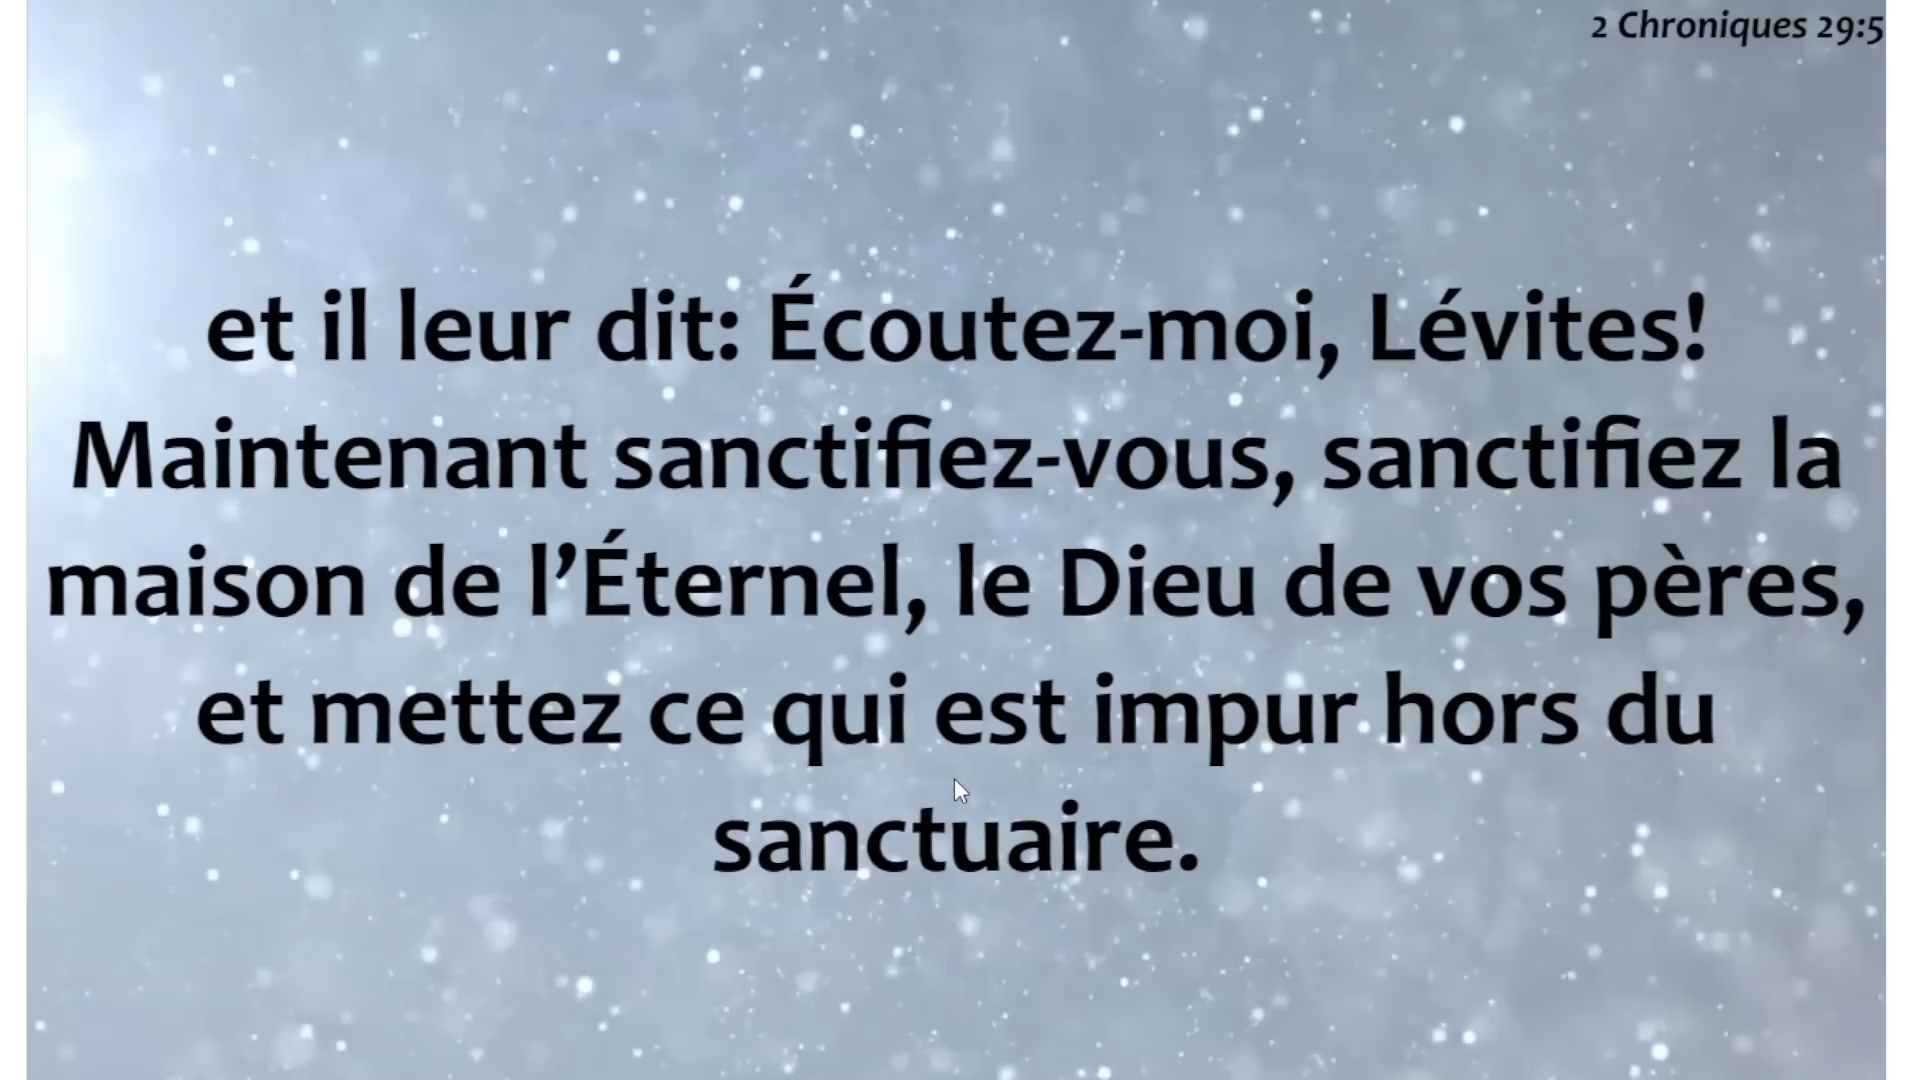 2 Chroniques 29:5
et il leur dit: Écoutez-moi, Lévites!
Maintenant sanctifiez-vous, sanctifiez la
maison de l’Éternel, le Dieu de vos pères,
et mettez ce qui est impur hors du
sanctuaire.